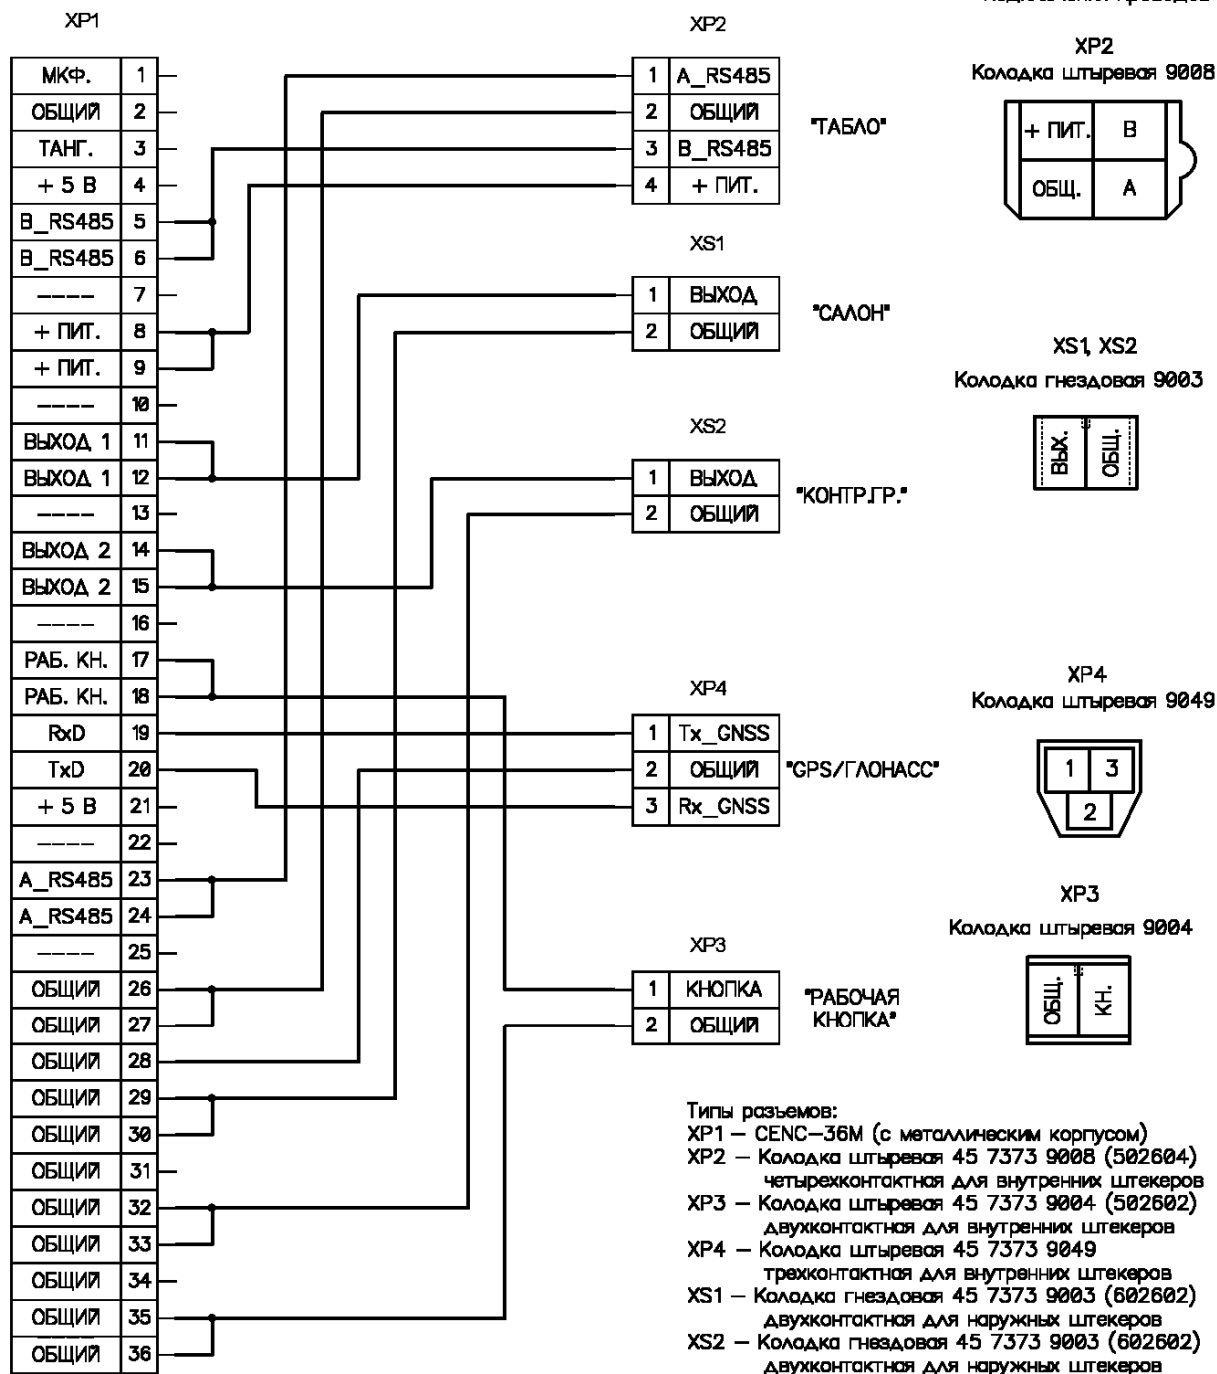 XP1
МКФ. 1
ОБЩИЙ 2
ТАНГ. 3
+ 5 В 4
B_RS485 5
B_RS485 6
---- 7
+ ПИТ. 8
+ ПИТ. 9
---- 10
ВЫХОД 1 11
ВЫХОД 1 12
---- 13
ВЫХОД 2 14
ВЫХОД 2 15
---- 16
РАБ. КН. 17
РАБ. КН. 18
RxD 19
TxD 20
+ 5 В 21
---- 22
A_RS485 23
A_RS485 24
---- 25
ОБЩИЙ 26
ОБЩИЙ 27
ОБЩИЙ 28
ОБЩИЙ 29
ОБЩИЙ 30
ОБЩИЙ 31
ОБЩИЙ 32
ОБЩИЙ 33
ОБЩИЙ 34
ОБЩИЙ 35
ОБЩИЙ 36
XP2
1 A_RS485
2 ОБЩИЙ
3 B_RS485
4 + ПИТ.
"ТАБЛО"
XS1
1 ВЫХОД
2 ОБЩИЙ
"САЛОН"
XS2
1 ВЫХОД
2 ОБЩИЙ
"КОНТР.ГР."
XP4
1 Tx_GNSS
2 ОБЩИЙ
3 Rx_GNSS
"GPS/ГЛОНАСС"
XP3
1 КНОПКА
2 ОБЩИЙ
"РАБОЧАЯ
КНОПКА"
XP2
Колодка штыревая 9008
+ ПИТ. В
ОБЩ. А
XS1, XS2
Колодка гнездовая 9003
ВЫХ.
ОБЩ.
XP4
Колодка штыревая 9049
1 3
2
XP3
Колодка штыревая 9004
ОБЩ.
КН.
Типы разъемов:
XP1 – CENC–36M (с металлическим корпусом)
XP2 – Колодка штыревая 45 7373 9008 (502604)
четырехконтактная для внутренних штекеров
XP3 – Колодка штыревая 45 7373 9004 (502602)
двухконтактная для внутренних штекеров
XP4 – Колодка штыревая 45 7373 9049
трехконтактная для внутренних штекеров
XS1 – Колодка гнездовая 45 7373 9003 (602602)
двухконтактная для наружных штекеров
XS2 – Колодка гнездовая 45 7373 9003 (602602)
двухконтактная для наружных штекеров